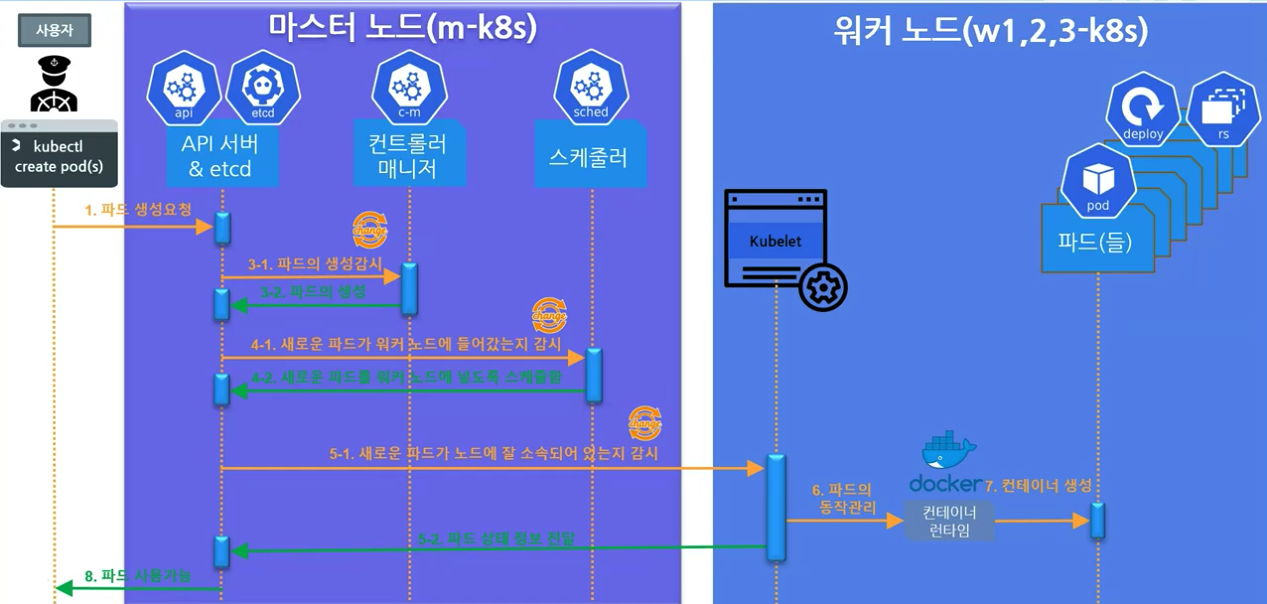 사용자
마스터 노드(m-k8s)
워커 노드(w1,2,3-k8s)
api
etcd
c-m
sched
deploy
rs
pod
kubectl
create pod(s)
API 서버
& etcd
컨트롤러
매니저
스케줄러
Kubelet
파드(들)
1. 파드 생성요청
change
3-1. 파드의 생성감시
3-2. 파드의 생성
change
4-1. 새로운 파드가 워커 노드에 들어갔는지 감시
4-2. 새로운 파드를 워커 노드에 넣도록 스케줄함
change
5-1. 새로운 파드가 노드에 잘 소속되어 있는지 감시
docker
6. 파드의
동작관리
7. 컨테이너 생성
컨테이너
런타임
5-2. 파드 상태 정보 전달
8. 파드 사용가능